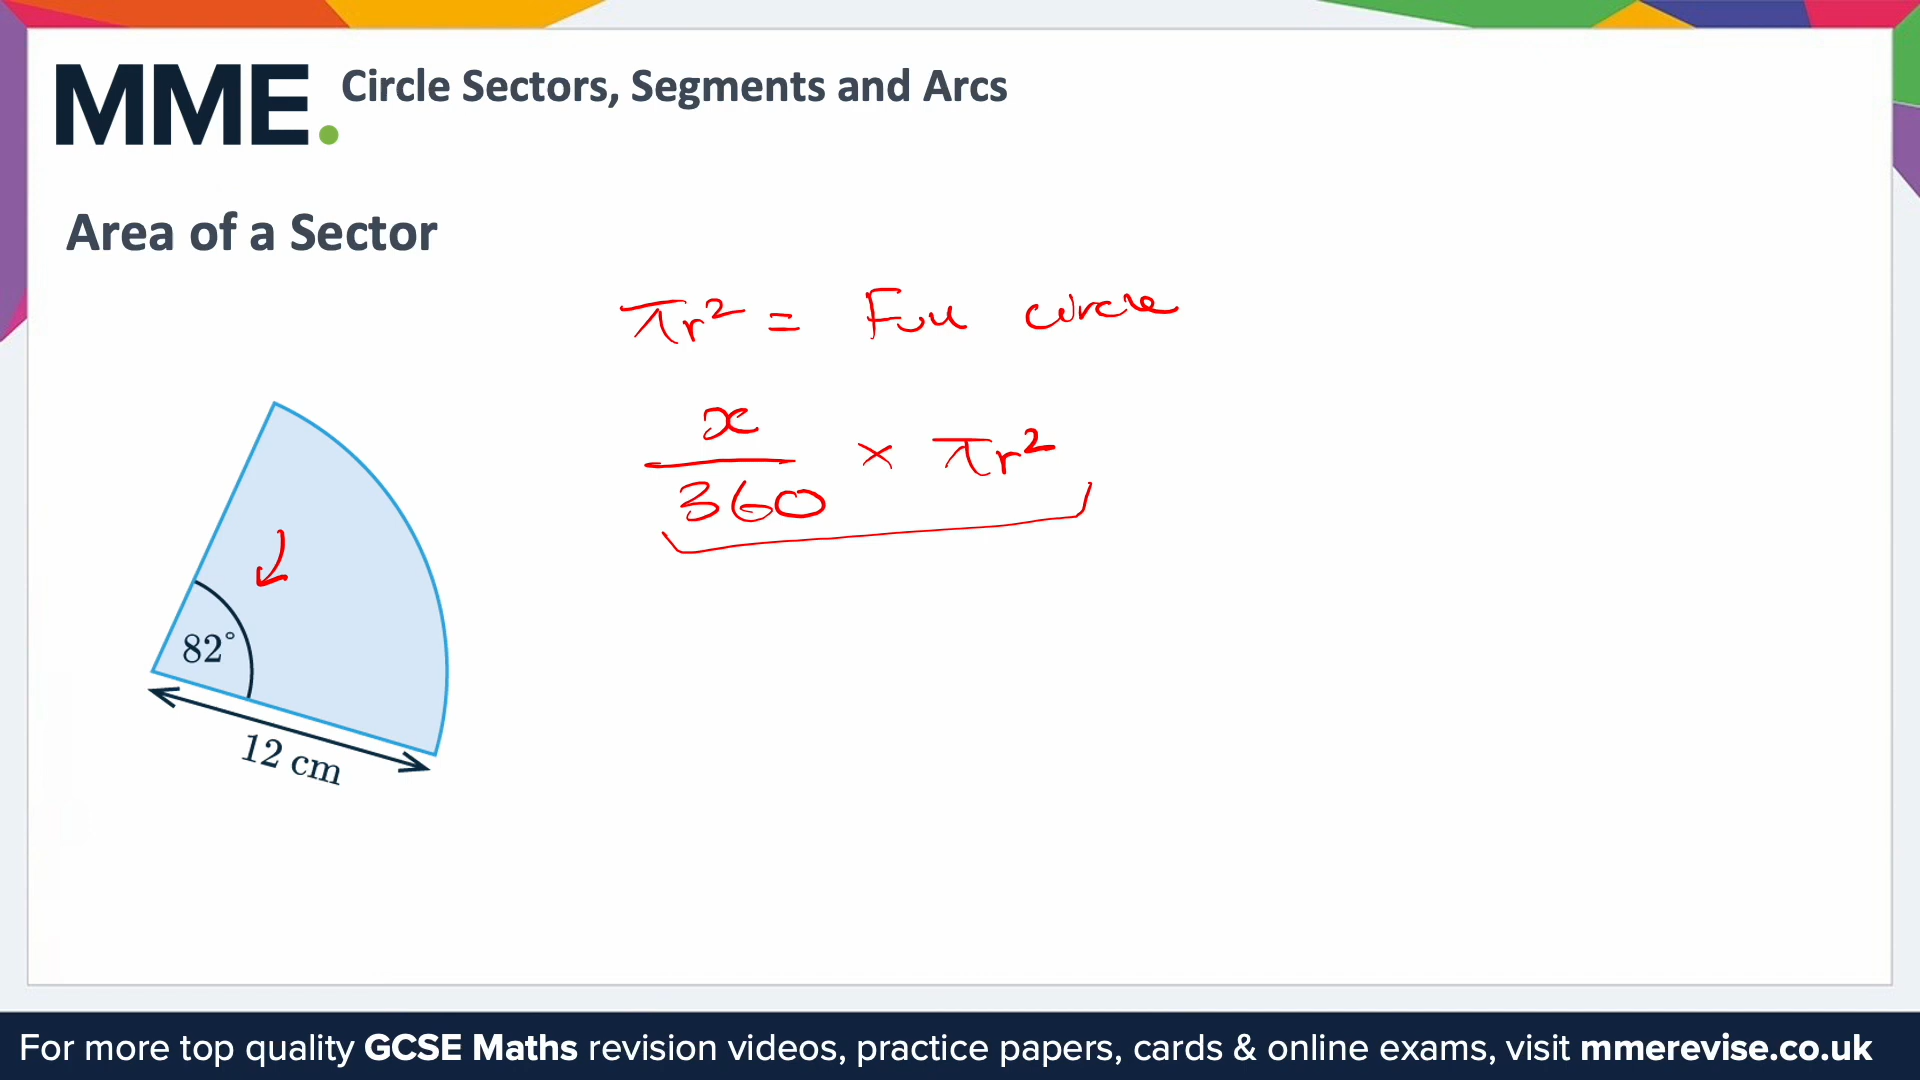 MME. Circle Sectors, Segments and Arcs
Area of a Sector
πr² = Full circle
x
360
× πr²
82°
12 cm
For more top quality GCSE Maths revision videos, practice papers, cards & online exams, visit mmerevise.co.uk